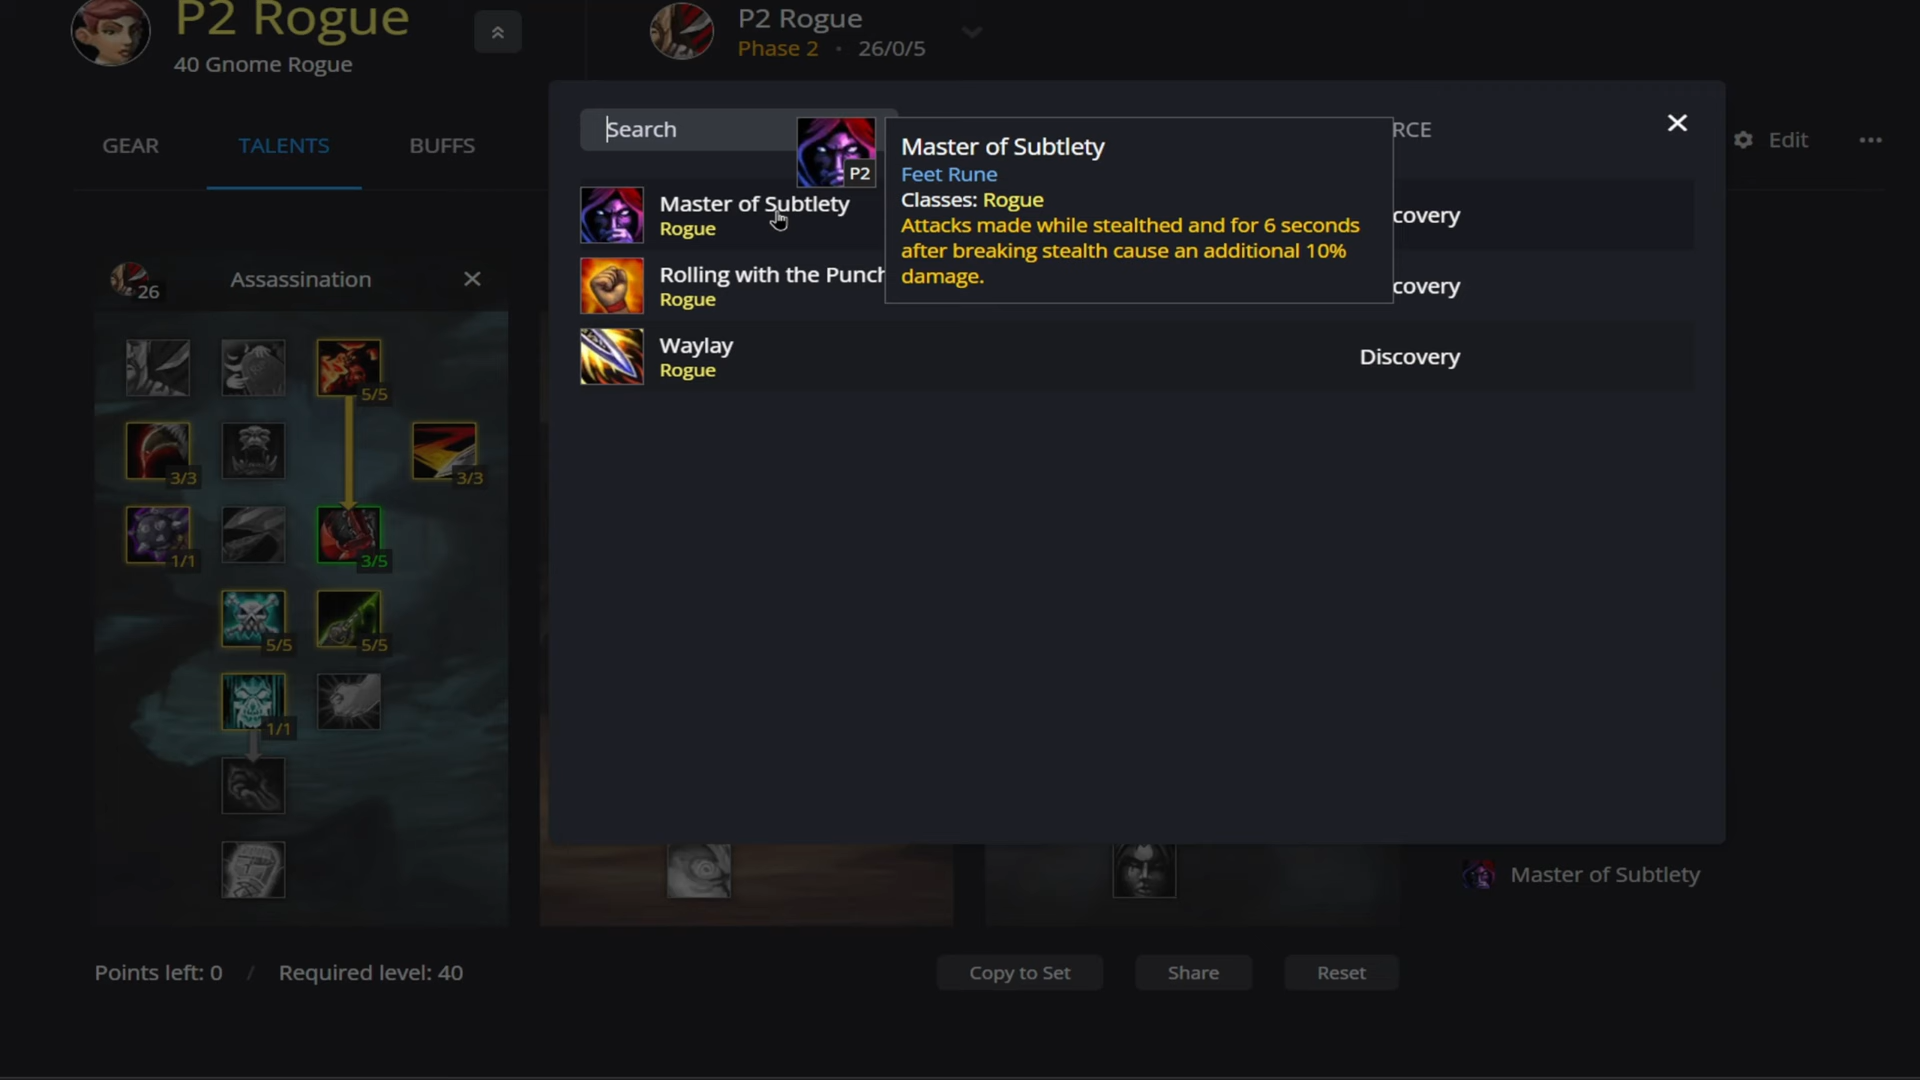 P2 Rogue
40 Gnome Rogue
P2 Rogue
Phase 2 · 26/0/5
GEAR
TALENTS
BUFFS
Edit
Search
RCE
P2
Master of Subtlety
Feet Rune
Classes: Rogue
Attacks made while stealthed and for 6 seconds
after breaking stealth cause an additional 10%
damage.
Master of Subtlety
Rogue
covery
Rolling with the Punch
Rogue
covery
Waylay
Rogue
Discovery
26
Assassination
5/5
3/3
3/3
1/1
3/5
5/5
5/5
1/1
Master of Subtlety
Points left: 0 / Required level: 40
Copy to Set
Share
Reset